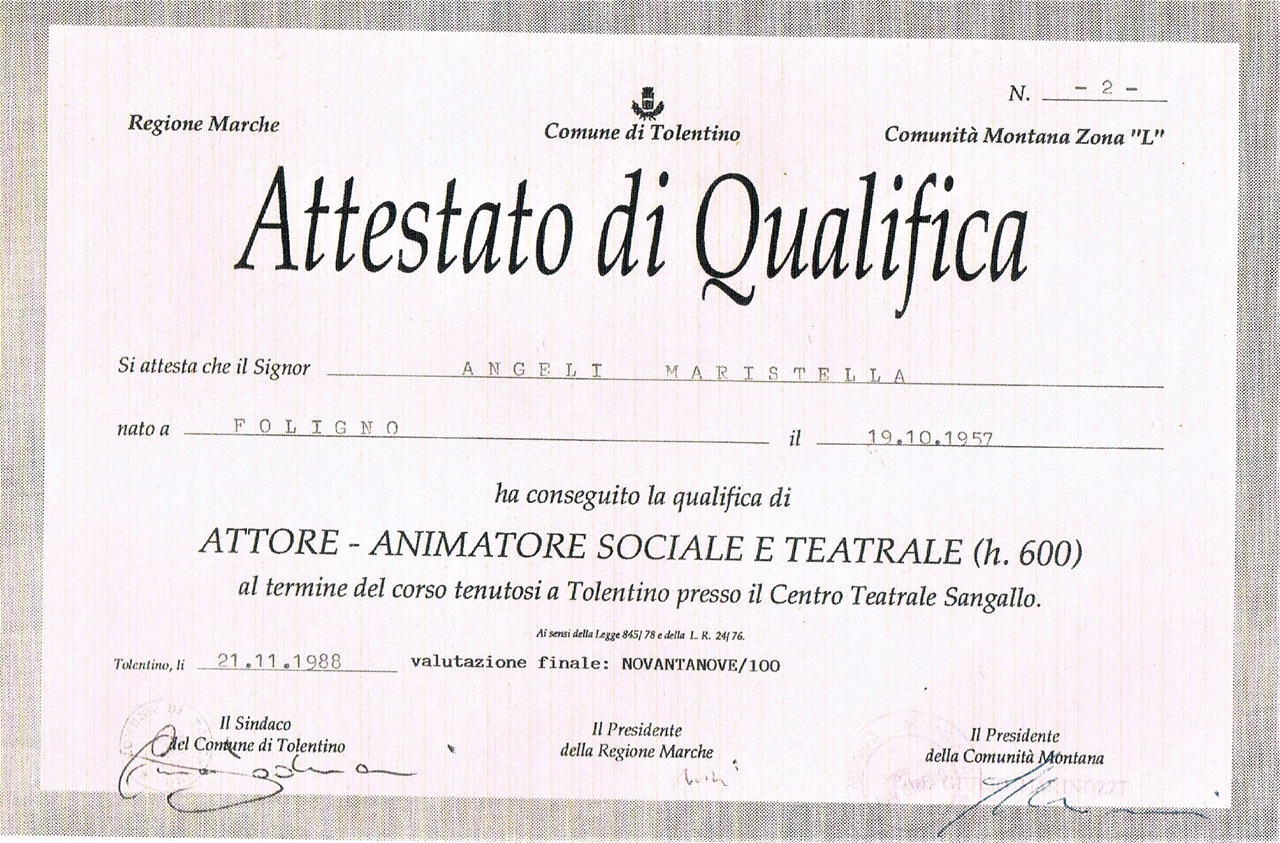 N. - 2 -
Regione Marche
Comune di Tolentino
Comunità Montana Zona "L"
Attestato di Qualifica
Si attesta che il Signor ANGELI MARISTELLA
nato a FOLIGNO il 19.10.1957
ha conseguito la qualifica di
ATTORE - ANIMATORE SOCIALE E TEATRALE (h. 600)
al termine del corso tenutosi a Tolentino presso il Centro Teatrale Sangallo.
Ai sensi della Legge 845/78 e della L. R. 24/76.
Tolentino, li 21.11.1988 valutazione finale: NOVANTANOVE/100
Il Sindaco
del Comune di Tolentino
Il Presidente
della Regione Marche
Il Presidente
della Comunità Montana